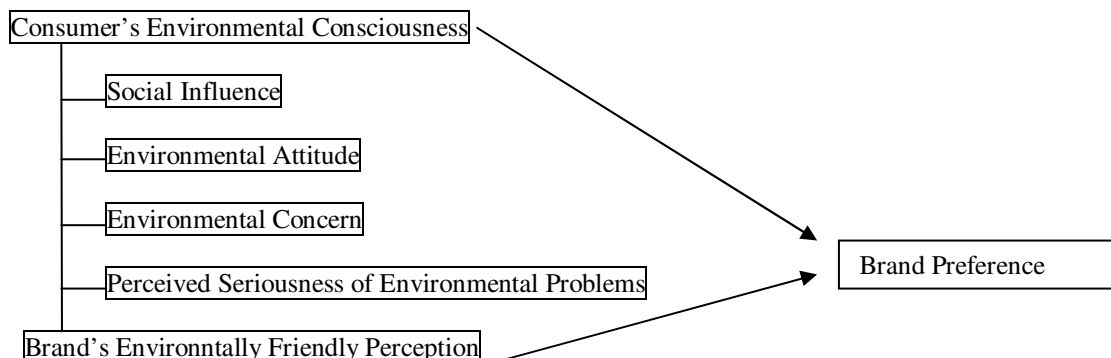 Consumer's Environmental Consciousness
Social Influence
Environmental Attitude
Environmental Concern
Brand Preference
Perceived Seriousness of Environmental Problems
Brand's Environntally Friendly Perception